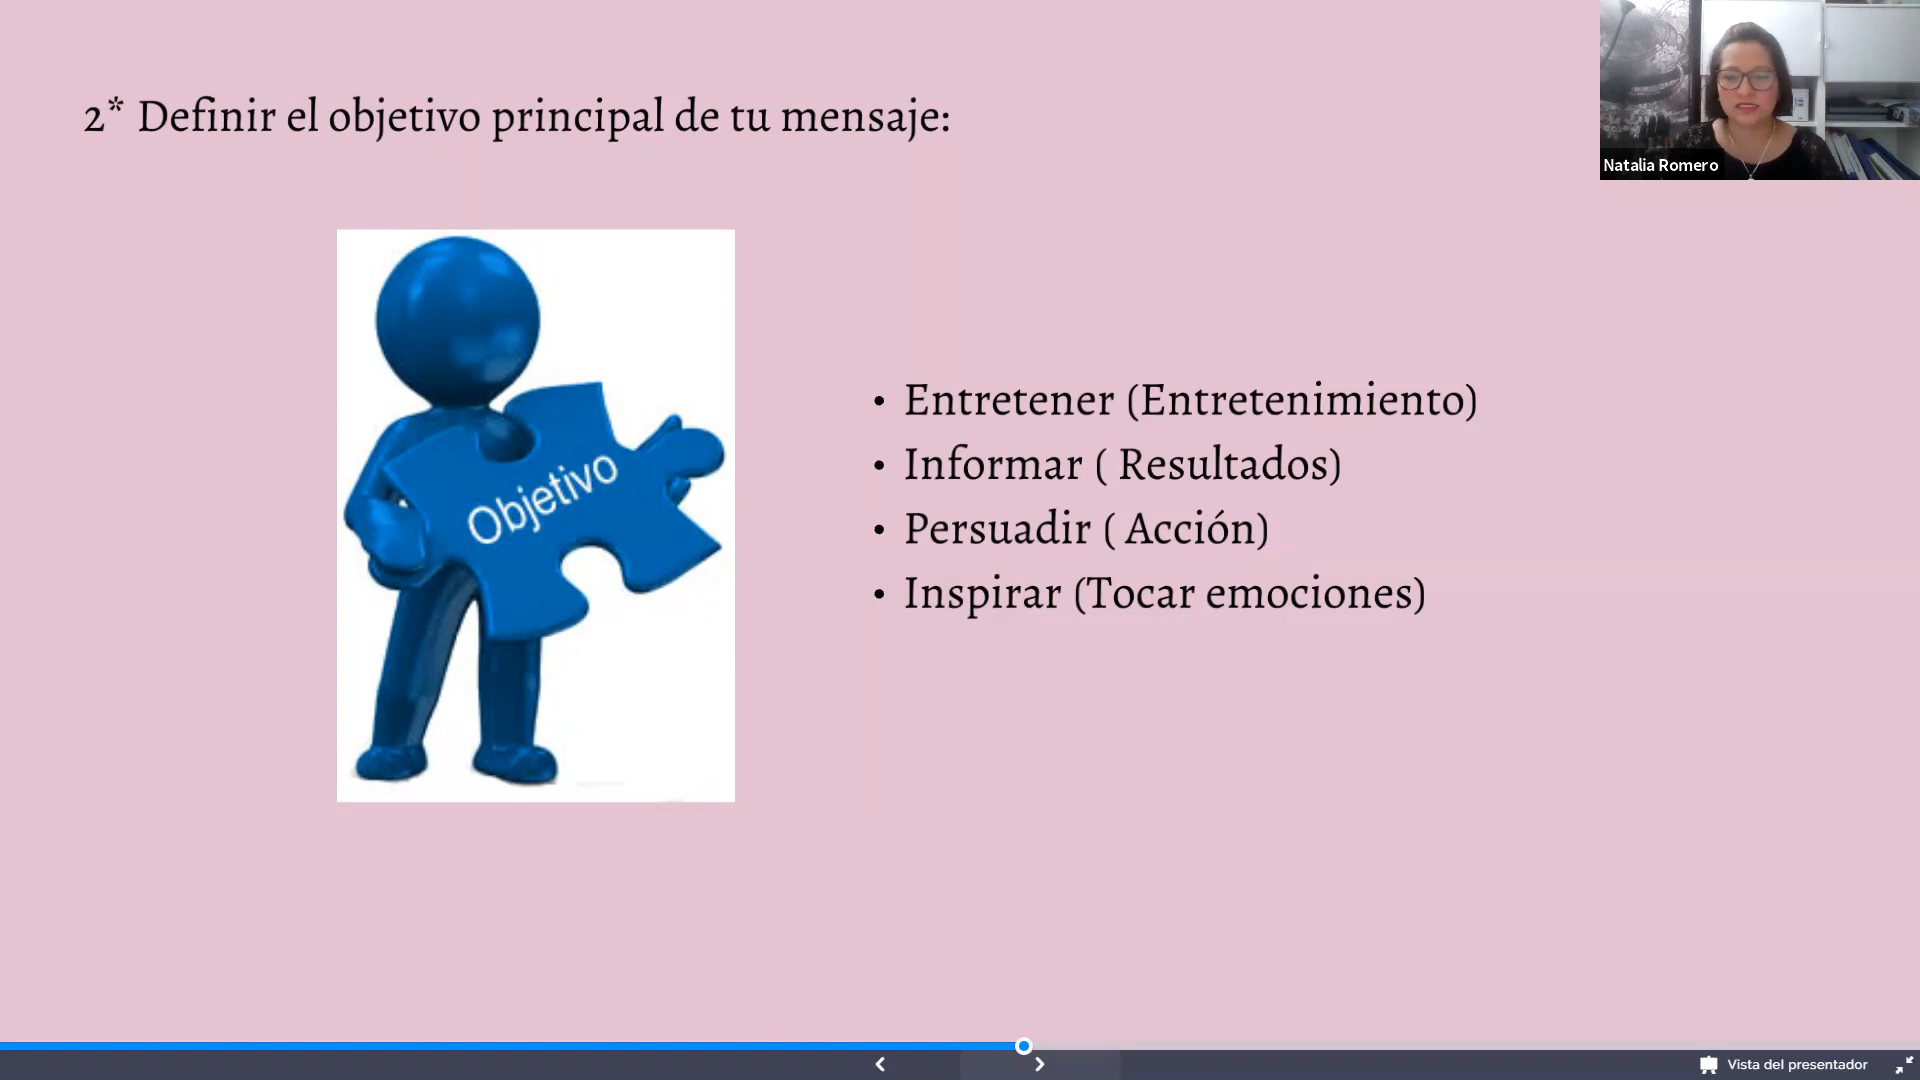 2* Definir el objetivo principal de tu mensaje:
Natalia Romero
Objetivo
• Entretener (Entretenimiento)
• Informar ( Resultados)
• Persuadir ( Acción)
• Inspirar (Tocar emociones)
Vista del presentador